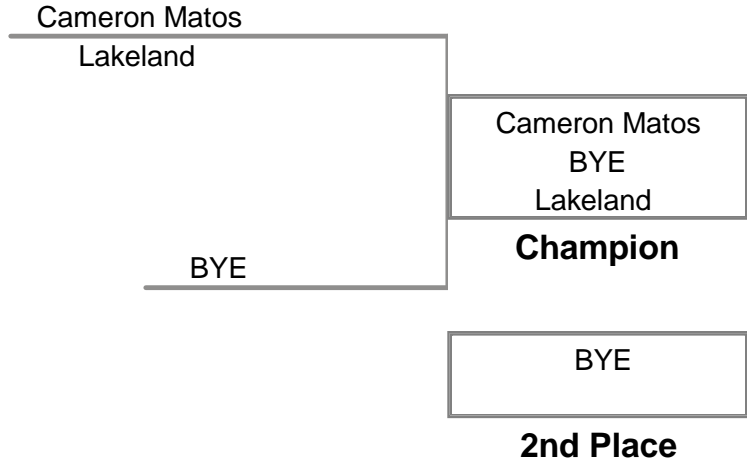 Cameron Matos
Lakeland
Cameron Matos
BYE
Lakeland
Champion
BYE
BYE
2nd Place